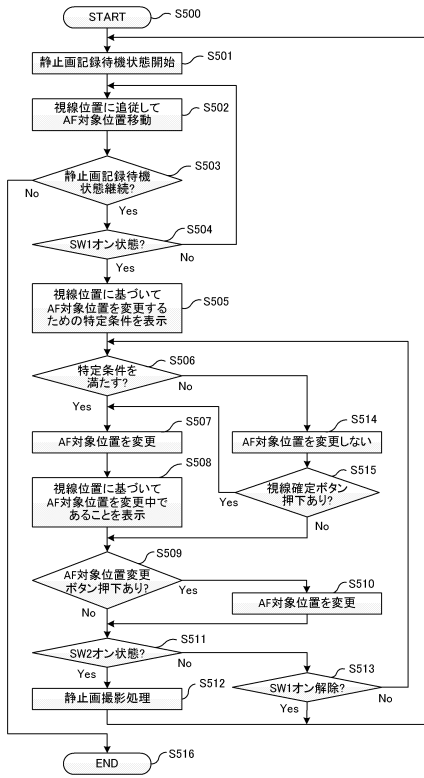 START
S500
静止画記録待機状態開始
S501
視線位置に追従して
AF対象位置移動
S502
静止画記録待機
状態継続?
S503
No
Yes
SW1オン状態?
S504
No
Yes
視線位置に基づいて
AF対象位置を変更する
ための特定条件を表示
S505
特定条件を
満たす?
S506
No
Yes
AF対象位置を変更
S507
AF対象位置を変更しない
S514
視線位置に基づいて
AF対象位置を変更中で
あることを表示
S508
視線確定ボタン
押下あり?
S515
Yes
No
AF対象位置変更
ボタン押下あり?
S509
Yes
No
AF対象位置を変更
S510
SW2オン状態?
S511
No
Yes
静止画撮影処理
S512
SW1オン解除?
S513
No
Yes
END
S516